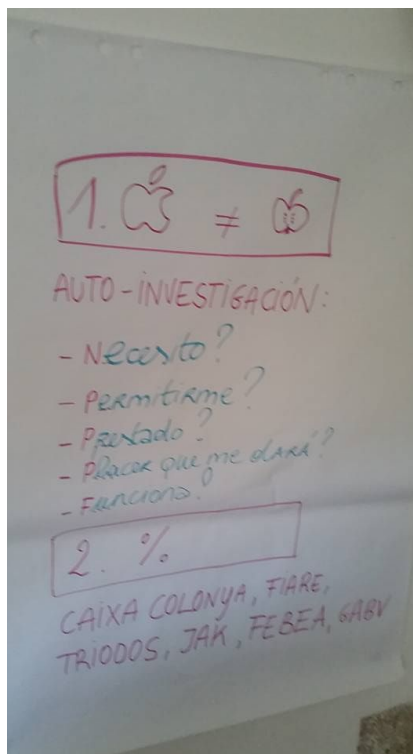 1. ≠
AUTO-INVESTIGACIÓN:
- Necesito?
- Permitirme?
- Prestado?
- Placer que me dará?
- Funciona?
2. %
CAIXA COLONYA, FIARE,
TRIODOS, JAK, FEBEA, GABV